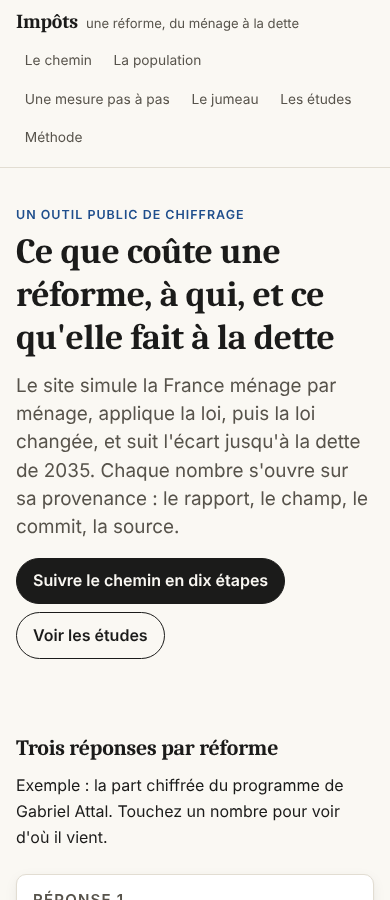 Impôts une réforme, du ménage à la dette
Le chemin La population
Une mesure pas à pas Le jumeau Les études
Méthode
UN OUTIL PUBLIC DE CHIFFRAGE
Ce que coûte une
réforme, à qui, et ce
qu'elle fait à la dette
Le site simule la France ménage par
ménage, applique la loi, puis la loi
changée, et suit l'écart jusqu'à la dette
de 2035. Chaque nombre s'ouvre sur
sa provenance : le rapport, le champ, le
commit, la source.
Suivre le chemin en dix étapes
Voir les études
Trois réponses par réforme
Exemple : la part chiffrée du programme de
Gabriel Attal. Touchez un nombre pour voir
d'où il vient.
RÉPONSE 1